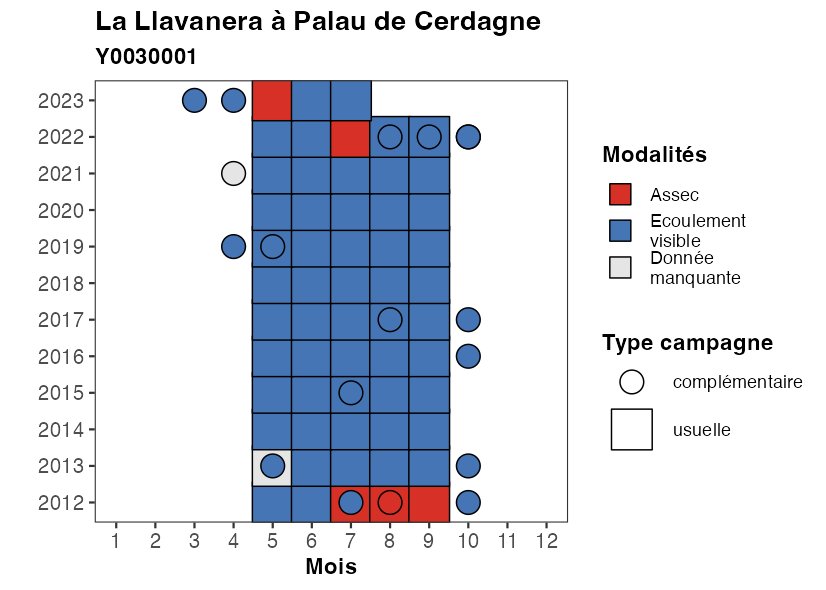 La Llavanera à Palau de Cerdagne
Y0030001
2023
2022
2021
2020
2019
2018
2017
2016
2015
2014
2013
2012
1 2 3 4 5 6 7 8 9 10 11 12
Mois
Modalités
Assec
Ecoulement
visible
Donnée
manquante
Type campagne
complémentaire
usuelle